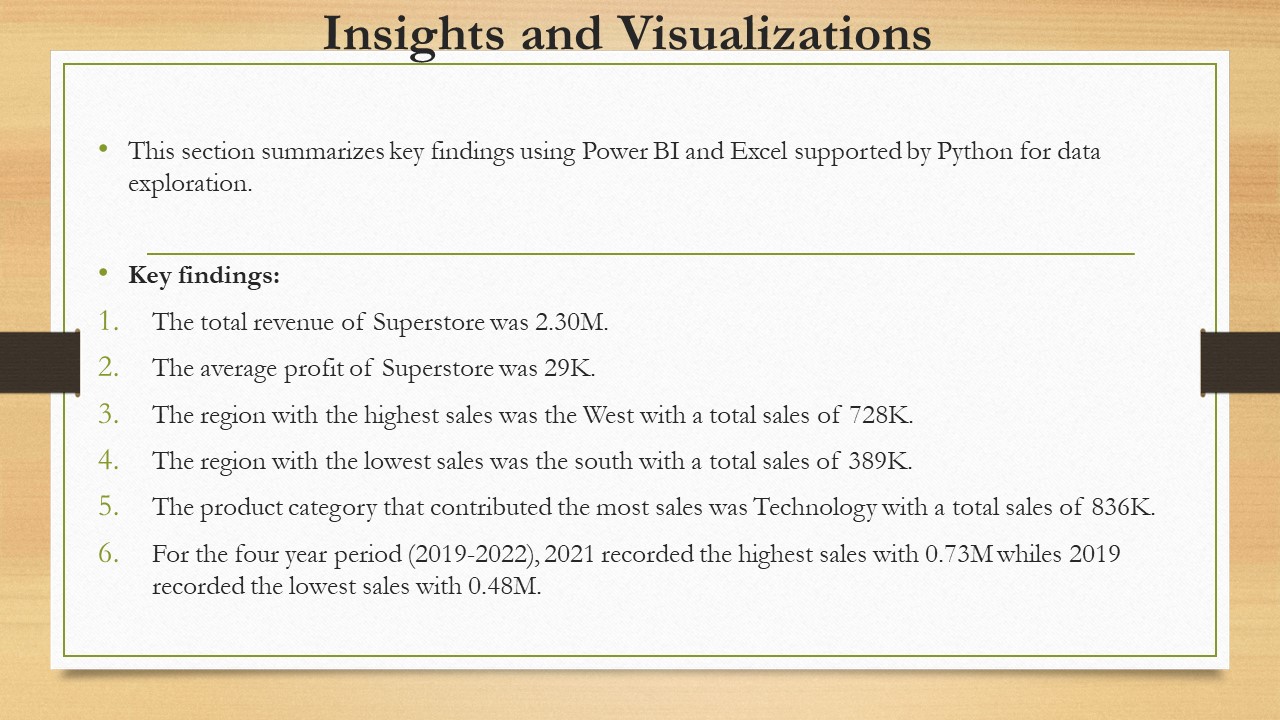 Insights and Visualizations
• This section summarizes key findings using Power BI and Excel supported by Python for data
exploration.
• Key findings:
1. The total revenue of Superstore was 2.30M.
2. The average profit of Superstore was 29K.
3. The region with the highest sales was the West with a total sales of 728K.
4. The region with the lowest sales was the south with a total sales of 389K.
5. The product category that contributed the most sales was Technology with a total sales of 836K.
6. For the four year period (2019-2022), 2021 recorded the highest sales with 0.73M whiles 2019
recorded the lowest sales with 0.48M.